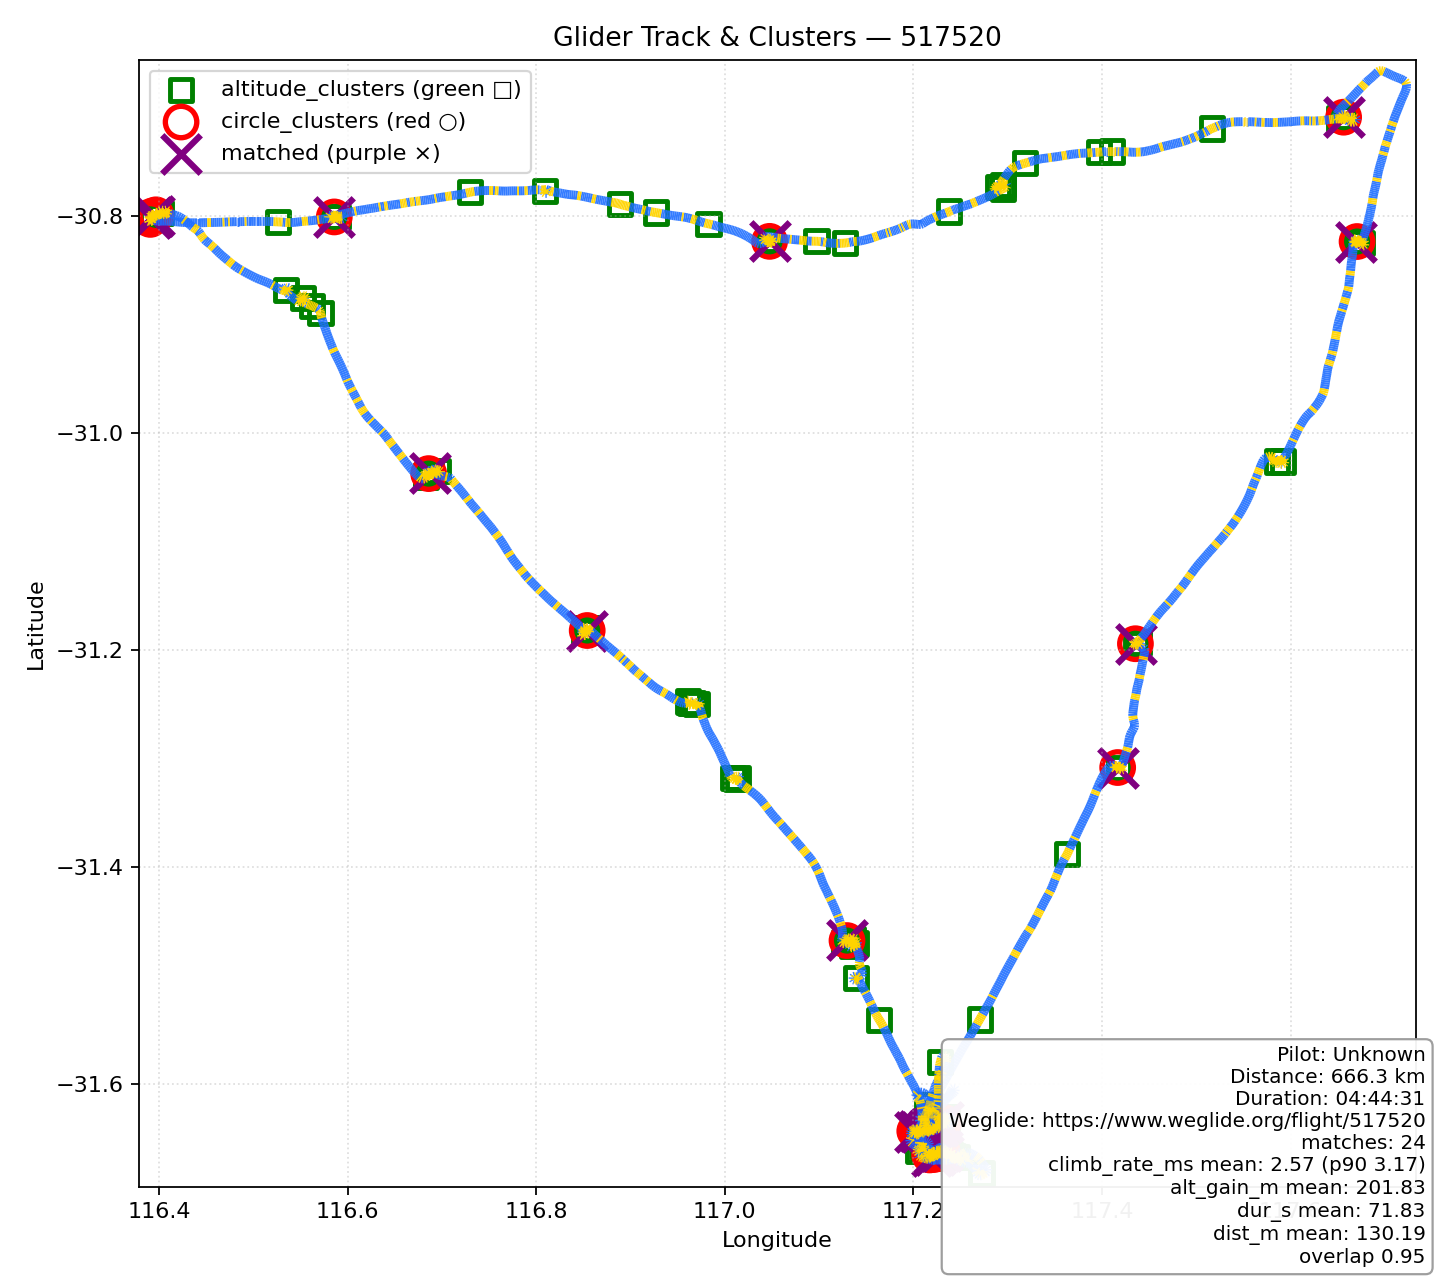 Glider Track & Clusters — 517520
altitude_clusters (green □)
circle_clusters (red ○)
matched (purple ×)
−30.8
−31.0
−31.2
−31.4
−31.6
Latitude
116.4
116.6
116.8
117.0
117.2
117.4
Longitude
Pilot: Unknown
Distance: 666.3 km
Duration: 04:44:31
Weglide: https://www.weglide.org/flight/517520
matches: 24
climb_rate_ms mean: 2.57 (p90 3.17)
alt_gain_m mean: 201.83
dur_s mean: 71.83
dist_m mean: 130.19
overlap 0.95